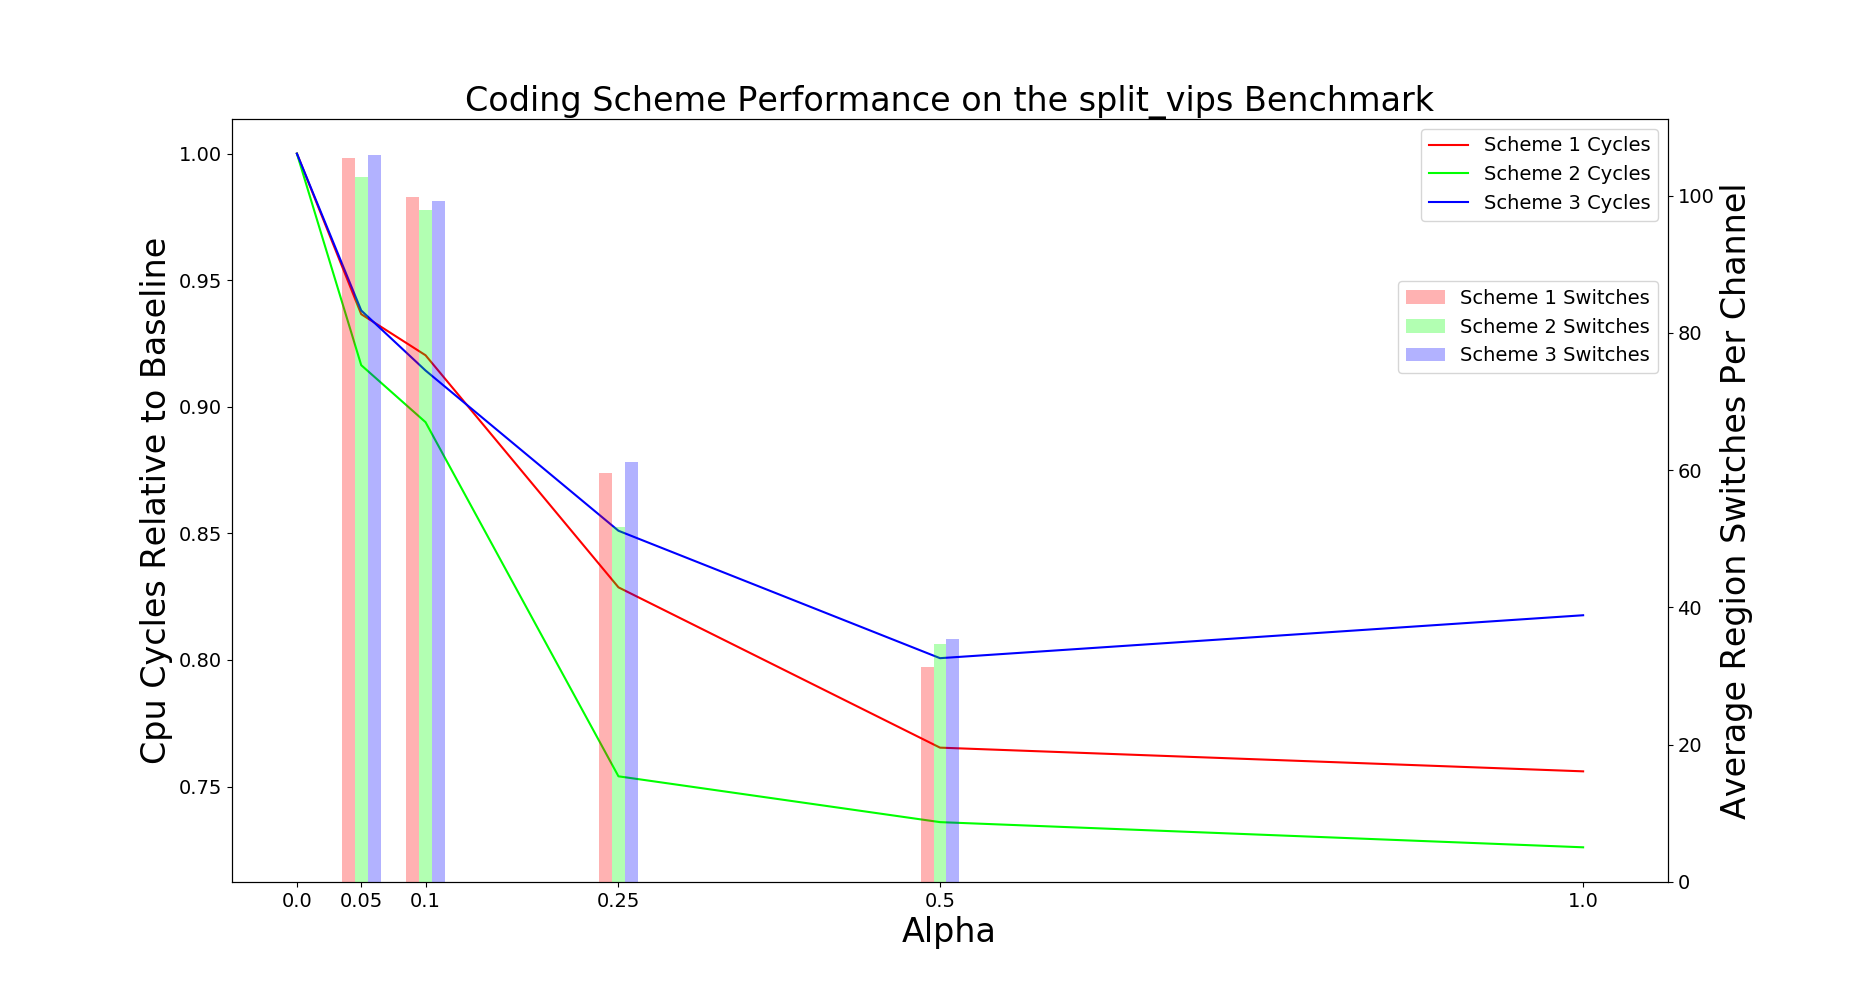 Coding Scheme Performance on the split_vips Benchmark
Cpu Cycles Relative to Baseline
1.00
0.95
0.90
0.85
0.80
0.75
Scheme 1 Cycles
Scheme 2 Cycles
Scheme 3 Cycles
Scheme 1 Switches
Scheme 2 Switches
Scheme 3 Switches
100
80
60
40
20
0
Average Region Switches Per Channel
0.0
0.05
0.1
0.25
0.5
1.0
Alpha